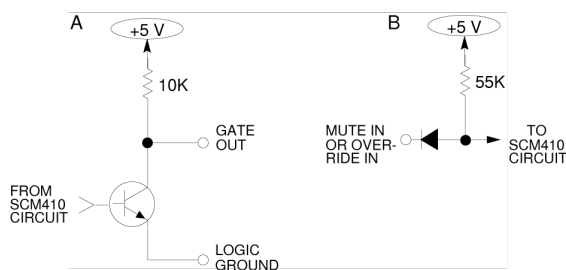 A
+5 V
10K
GATE
OUT
FROM
SCM410
CIRCUIT
LOGIC
GROUND
B
+5 V
55K
MUTE IN
OR OVER-
RIDE IN
TO
SCM410
CIRCUIT